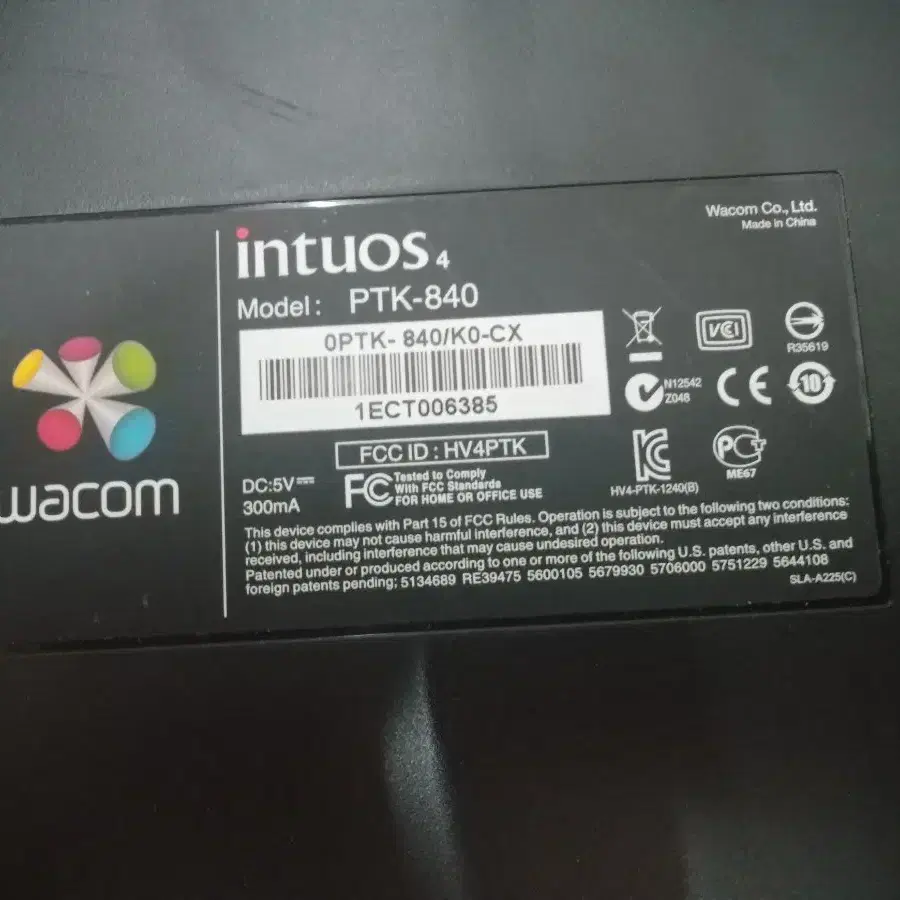 wacom
intuos 4
Model : PTK-840
0PTK- 840/K0-CX
1ECT006385
FCC ID : HV4PTK
DC:5V
300mA
FC
Tested to Comply
With FCC Standards
FOR HOME OR OFFICE USE
Wacom Co., Ltd.
Made in China
VCI
R35619
N12542
Z048
CE
10
HV4-PTK-1240(B)
ME67
This device complies with Part 15 of FCC Rules. Operation is subject to the following two conditions:
(1) this device may not cause harmful interference, and (2) this device must accept any interference
received, including interference that may cause undesired operation.
Patented under or produced according to one or more of the following U.S. patents, other U.S. and
foreign patents pending; 5134689 RE39475 5600105 5679930 5706000 5751229 5644108
SLA-A225(C)